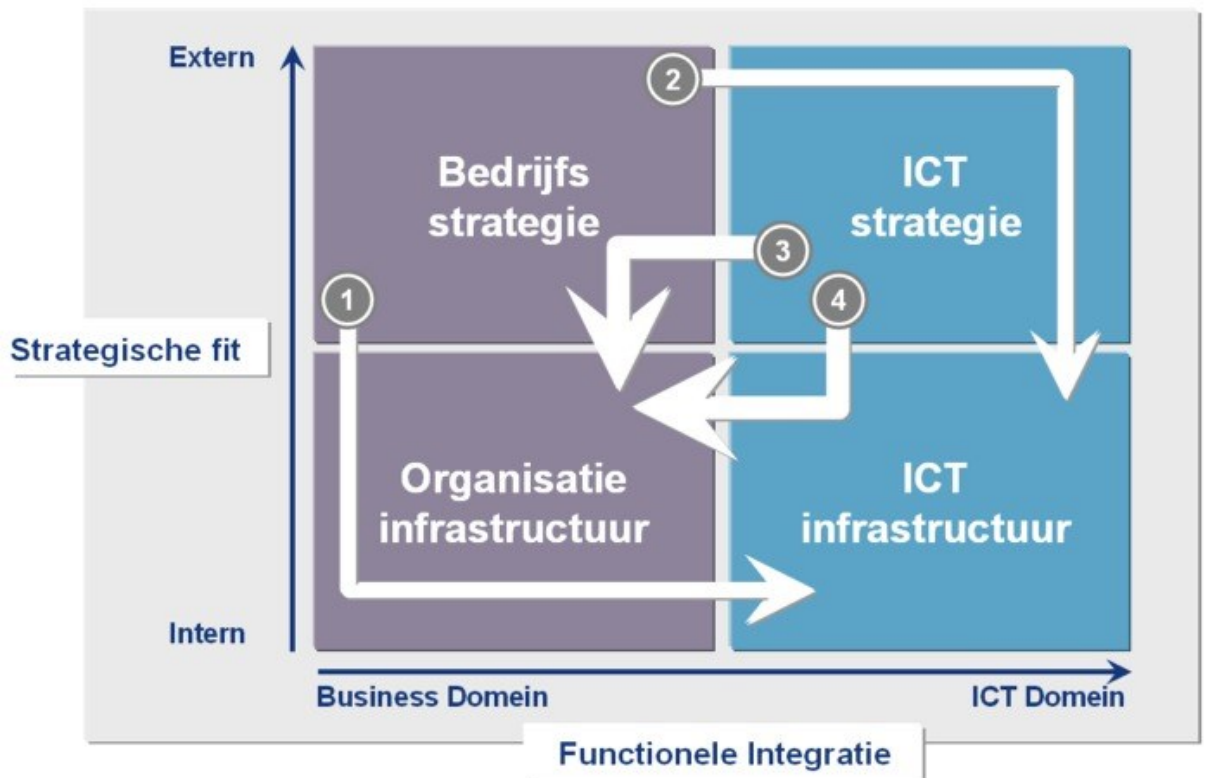 Extern
2
Bedrijfs
strategie
ICT
strategie
3
1
4
Strategische fit
Organisatie
infrastructuur
ICT
infrastructuur
Intern
Business Domein
ICT Domein
Functionele Integratie